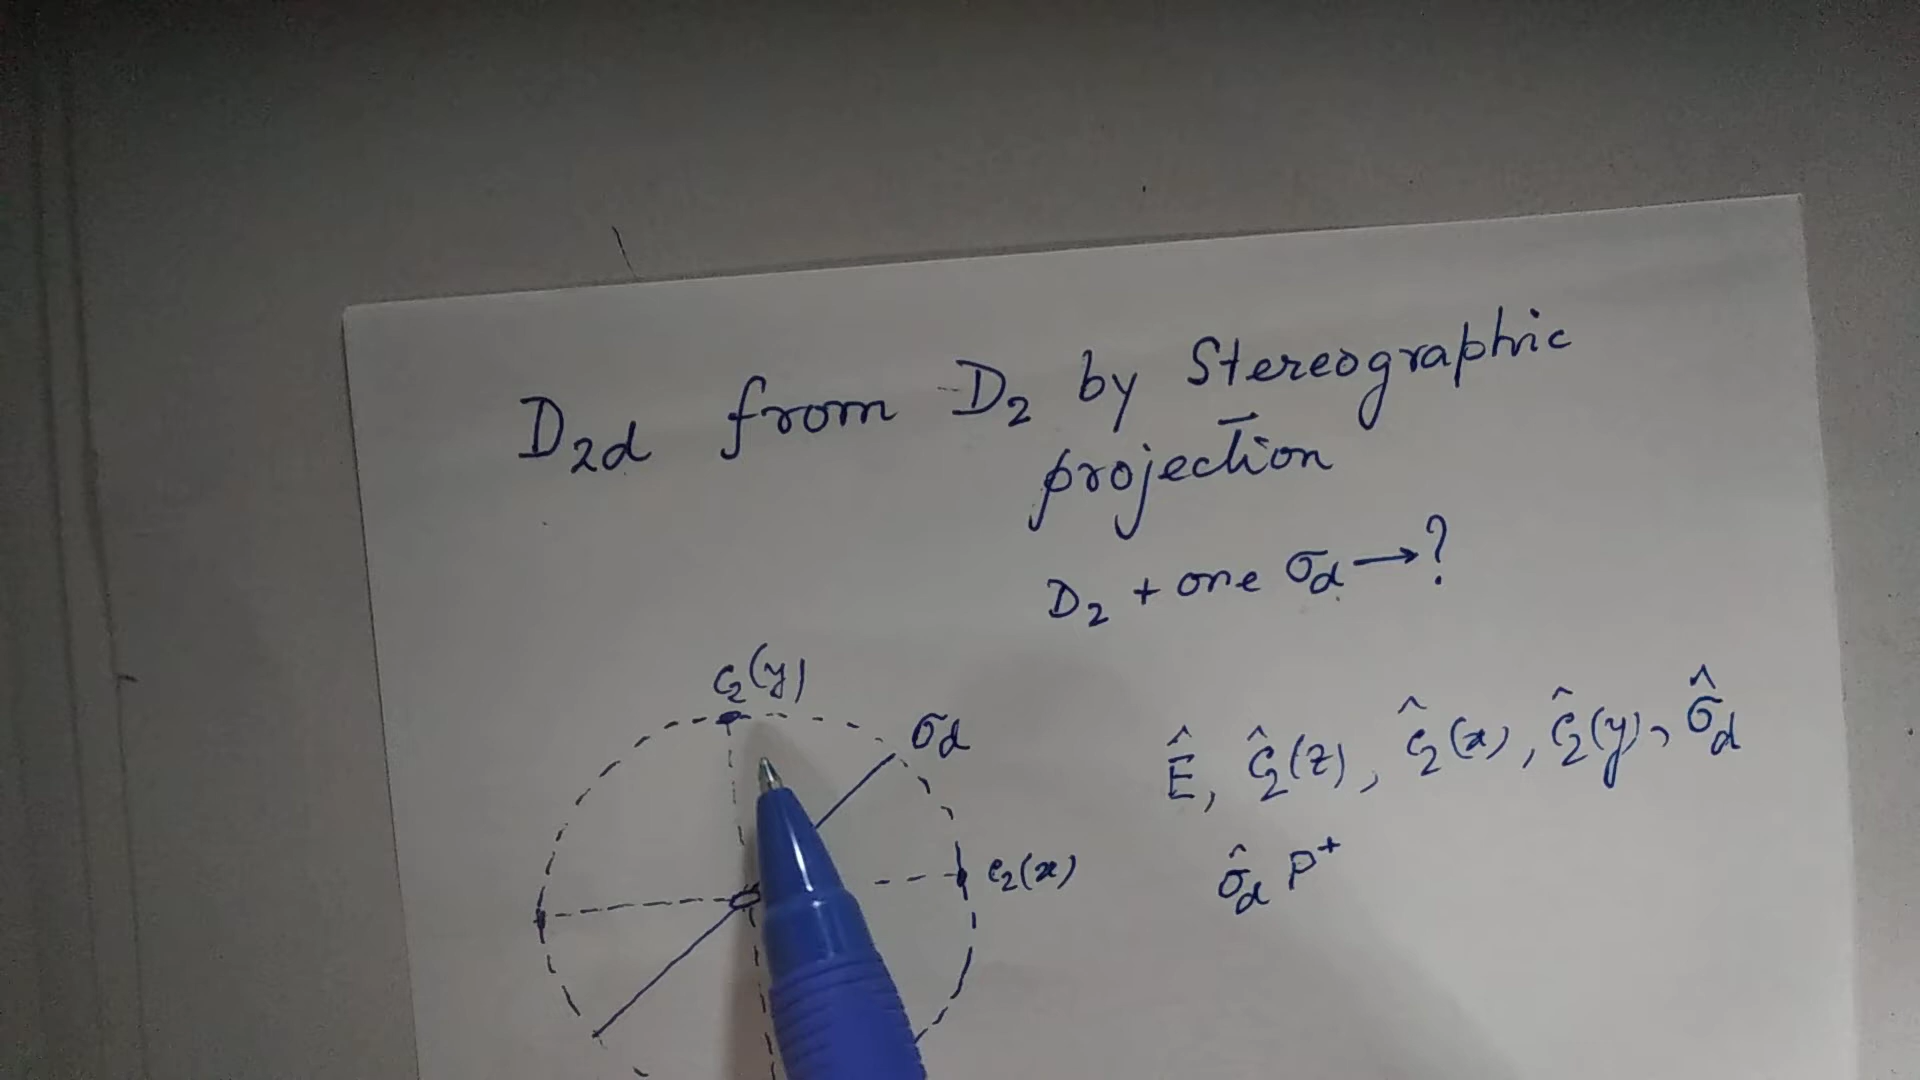 D₂d from D₂ by Stereographic
projection
D₂ + one σd → ?
C₂(y)
σd
C₂(x)
Ê, Ĉ₂(z), Ĉ₂(x), Ĉ₂(y), σ̂d
σ̂d P⁺